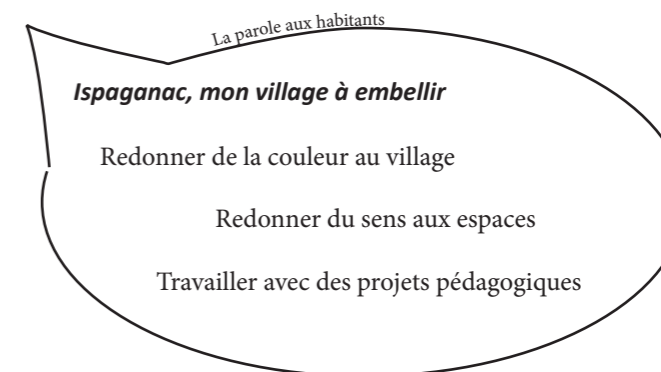 La parole aux habitants
Ispaganac, mon village à embellir
Redonner de la couleur au village
Redonner du sens aux espaces
Travailler avec des projets pédagogiques